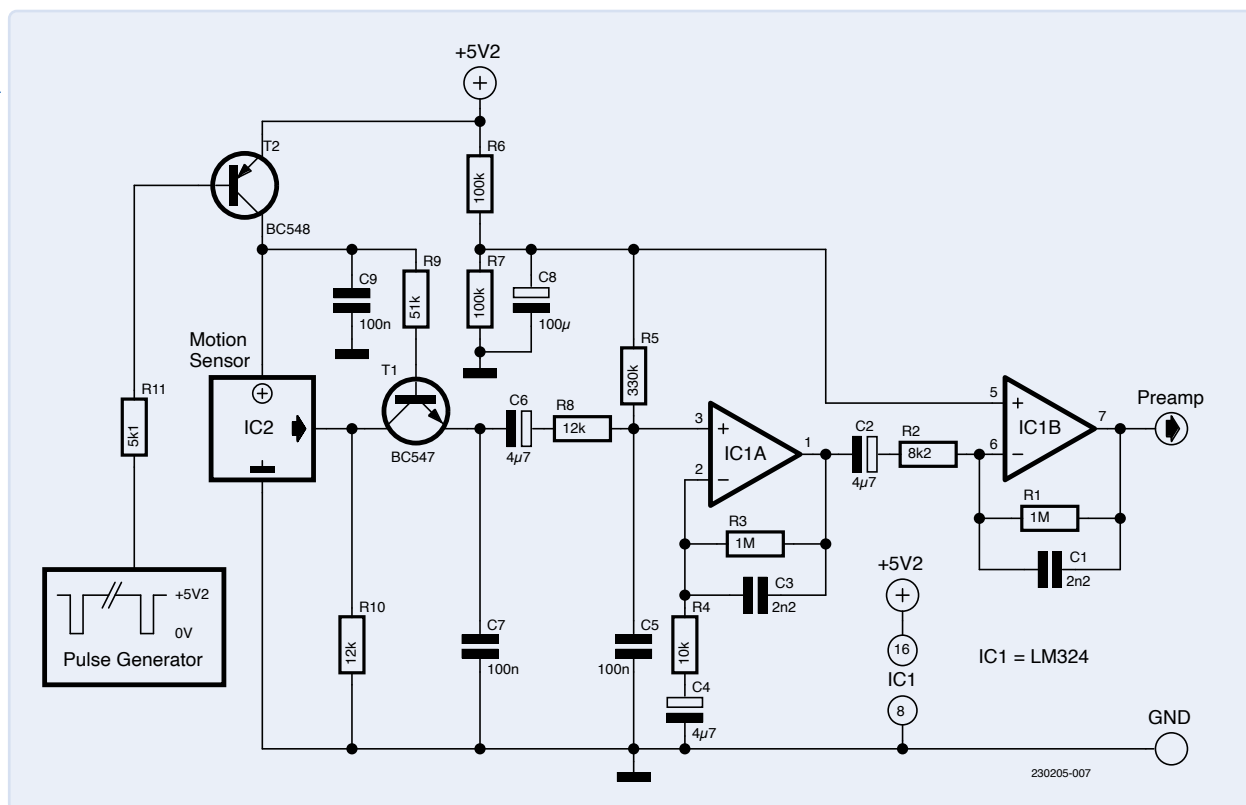 +5V2
T2
R6
100k
BC548
R9
51k
C9
100n
R7
100k
C8
100µ
Motion
Sensor
R5
330k
R11
5k1
IC2
T1
BC547
C6
4µ7
R8
12k
3
2
+
−
IC1A
1
C2
4µ7
R2
8k2
5
6
+
−
IC1B
7
Preamp
R3
1M
R1
1M
C3
2n2
C1
2n2
+5V2
0V
Pulse Generator
R10
12k
C7
100n
C5
100n
R4
10k
C4
4µ7
+5V2
16
IC1
8
IC1 = LM324
GND
230205-007